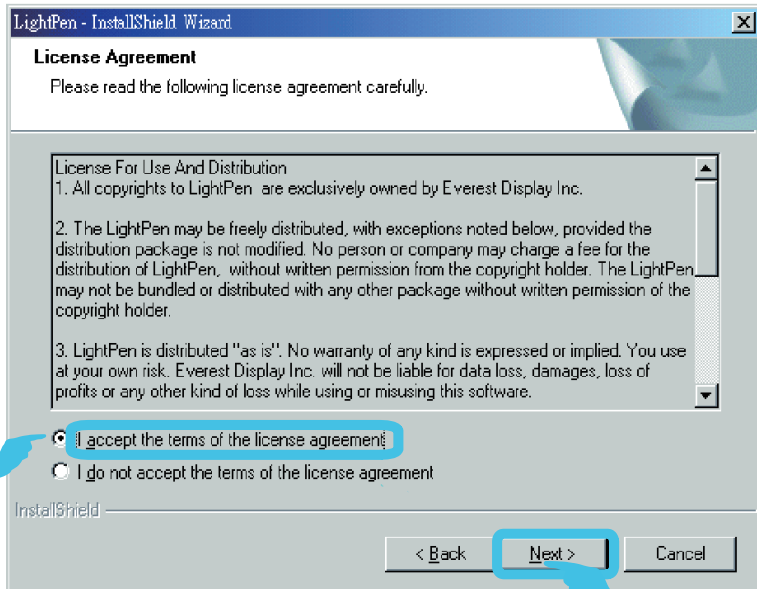 LightPen - InstallShield Wizard
License Agreement
Please read the following license agreement carefully.
License For Use And Distribution
1. All copyrights to LightPen are exclusively owned by Everest Display Inc.
2. The LightPen may be freely distributed, with exceptions noted below, provided the
distribution package is not modified. No person or company may charge a fee for the
distribution of LightPen, without written permission from the copyright holder. The LightPen
may not be bundled or distributed with any other package without written permission of the
copyright holder.
3. LightPen is distributed "as is". No warranty of any kind is expressed or implied. You use
at your own risk. Everest Display Inc. will not be liable for data loss, damages, loss of
profits or any other kind of loss while using or misusing this software.
I accept the terms of the license agreement
I do not accept the terms of the license agreement
InstallShield
< Back Next > Cancel